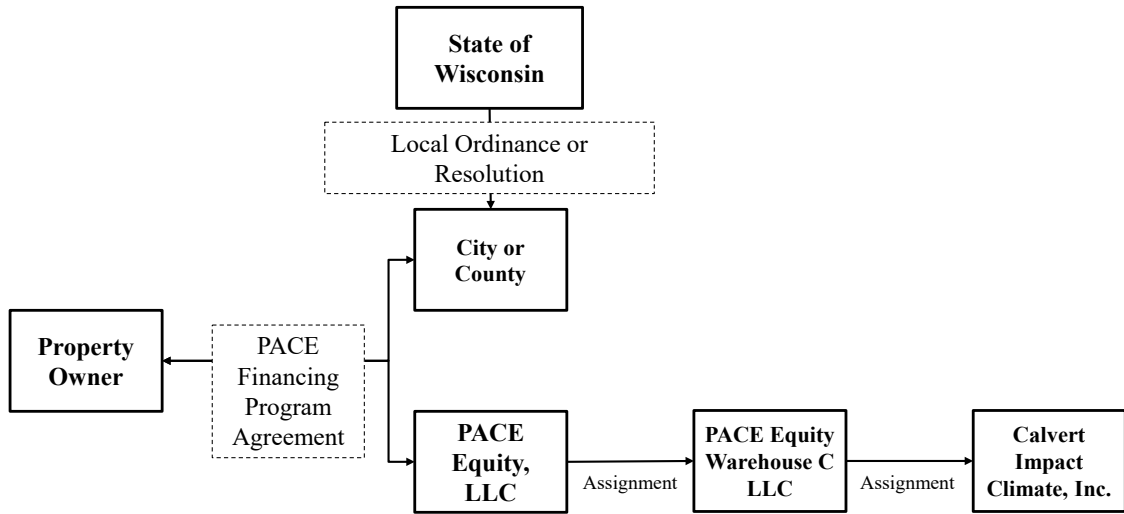 State of
Wisconsin
Local Ordinance or
Resolution
City or
County
Property
Owner
PACE
Financing
Program
Agreement
PACE
Equity,
LLC
Assignment
PACE Equity
Warehouse C
LLC
Assignment
Calvert
Impact
Climate, Inc.